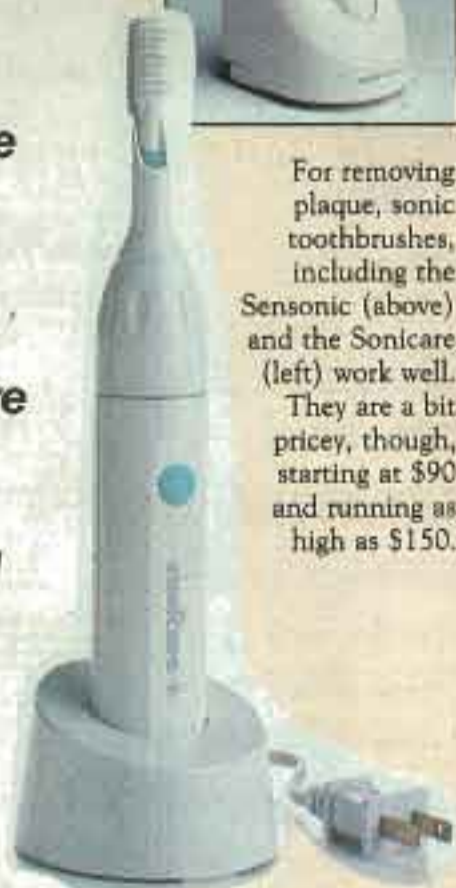 e
re
For removing
plaque, sonic
toothbrushes,
including the
Sensonic (above)
and the Sonicare
(left) work well.
They are a bit
pricey, though,
starting at $90
and running as
high as $150.